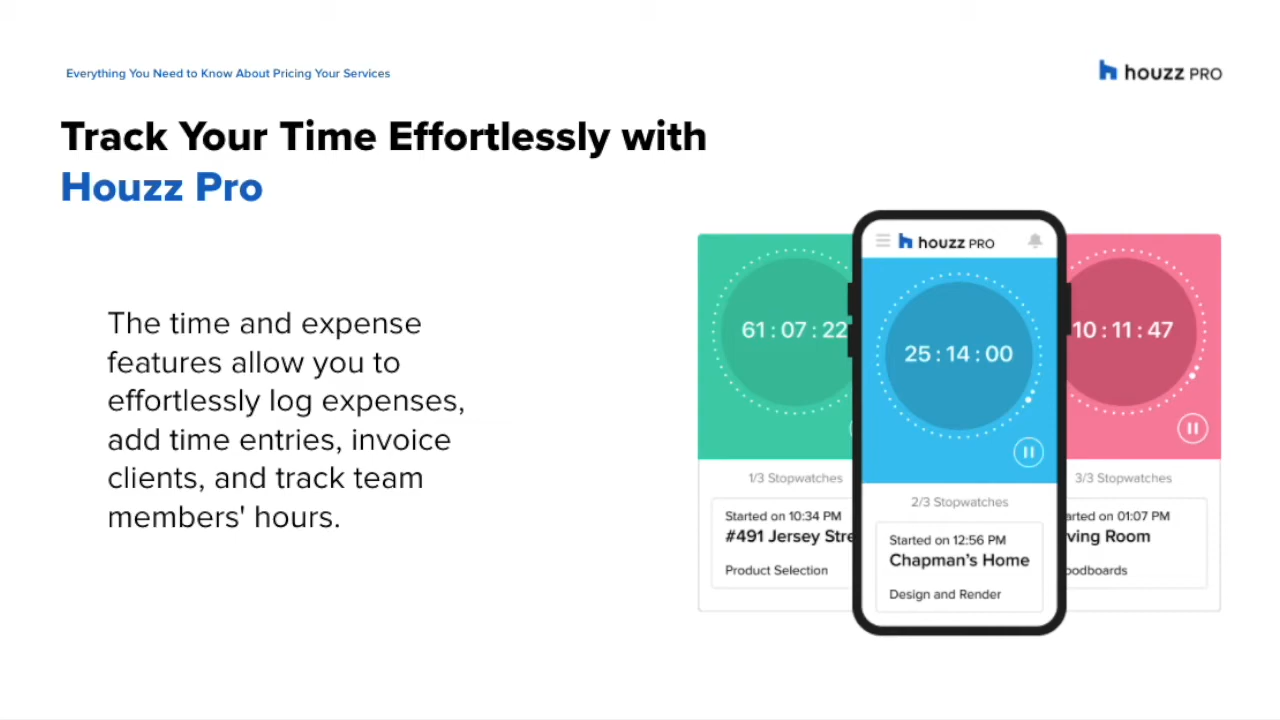 Everything You Need to Know About Pricing Your Services
houzz PRO
Track Your Time Effortlessly with
Houzz Pro
The time and expense
features allow you to
effortlessly log expenses,
add time entries, invoice
clients, and track team
members' hours.
61 : 07 : 22
1/3 Stopwatches
Started on 10:34 PM
#491 Jersey Stre
Product Selection
houzz PRO
25 : 14 : 00
2/3 Stopwatches
Started on 12:56 PM
Chapman's Home
Design and Render
10 : 11 : 47
3/3 Stopwatches
arted on 01:07 PM
ving Room
oodboards